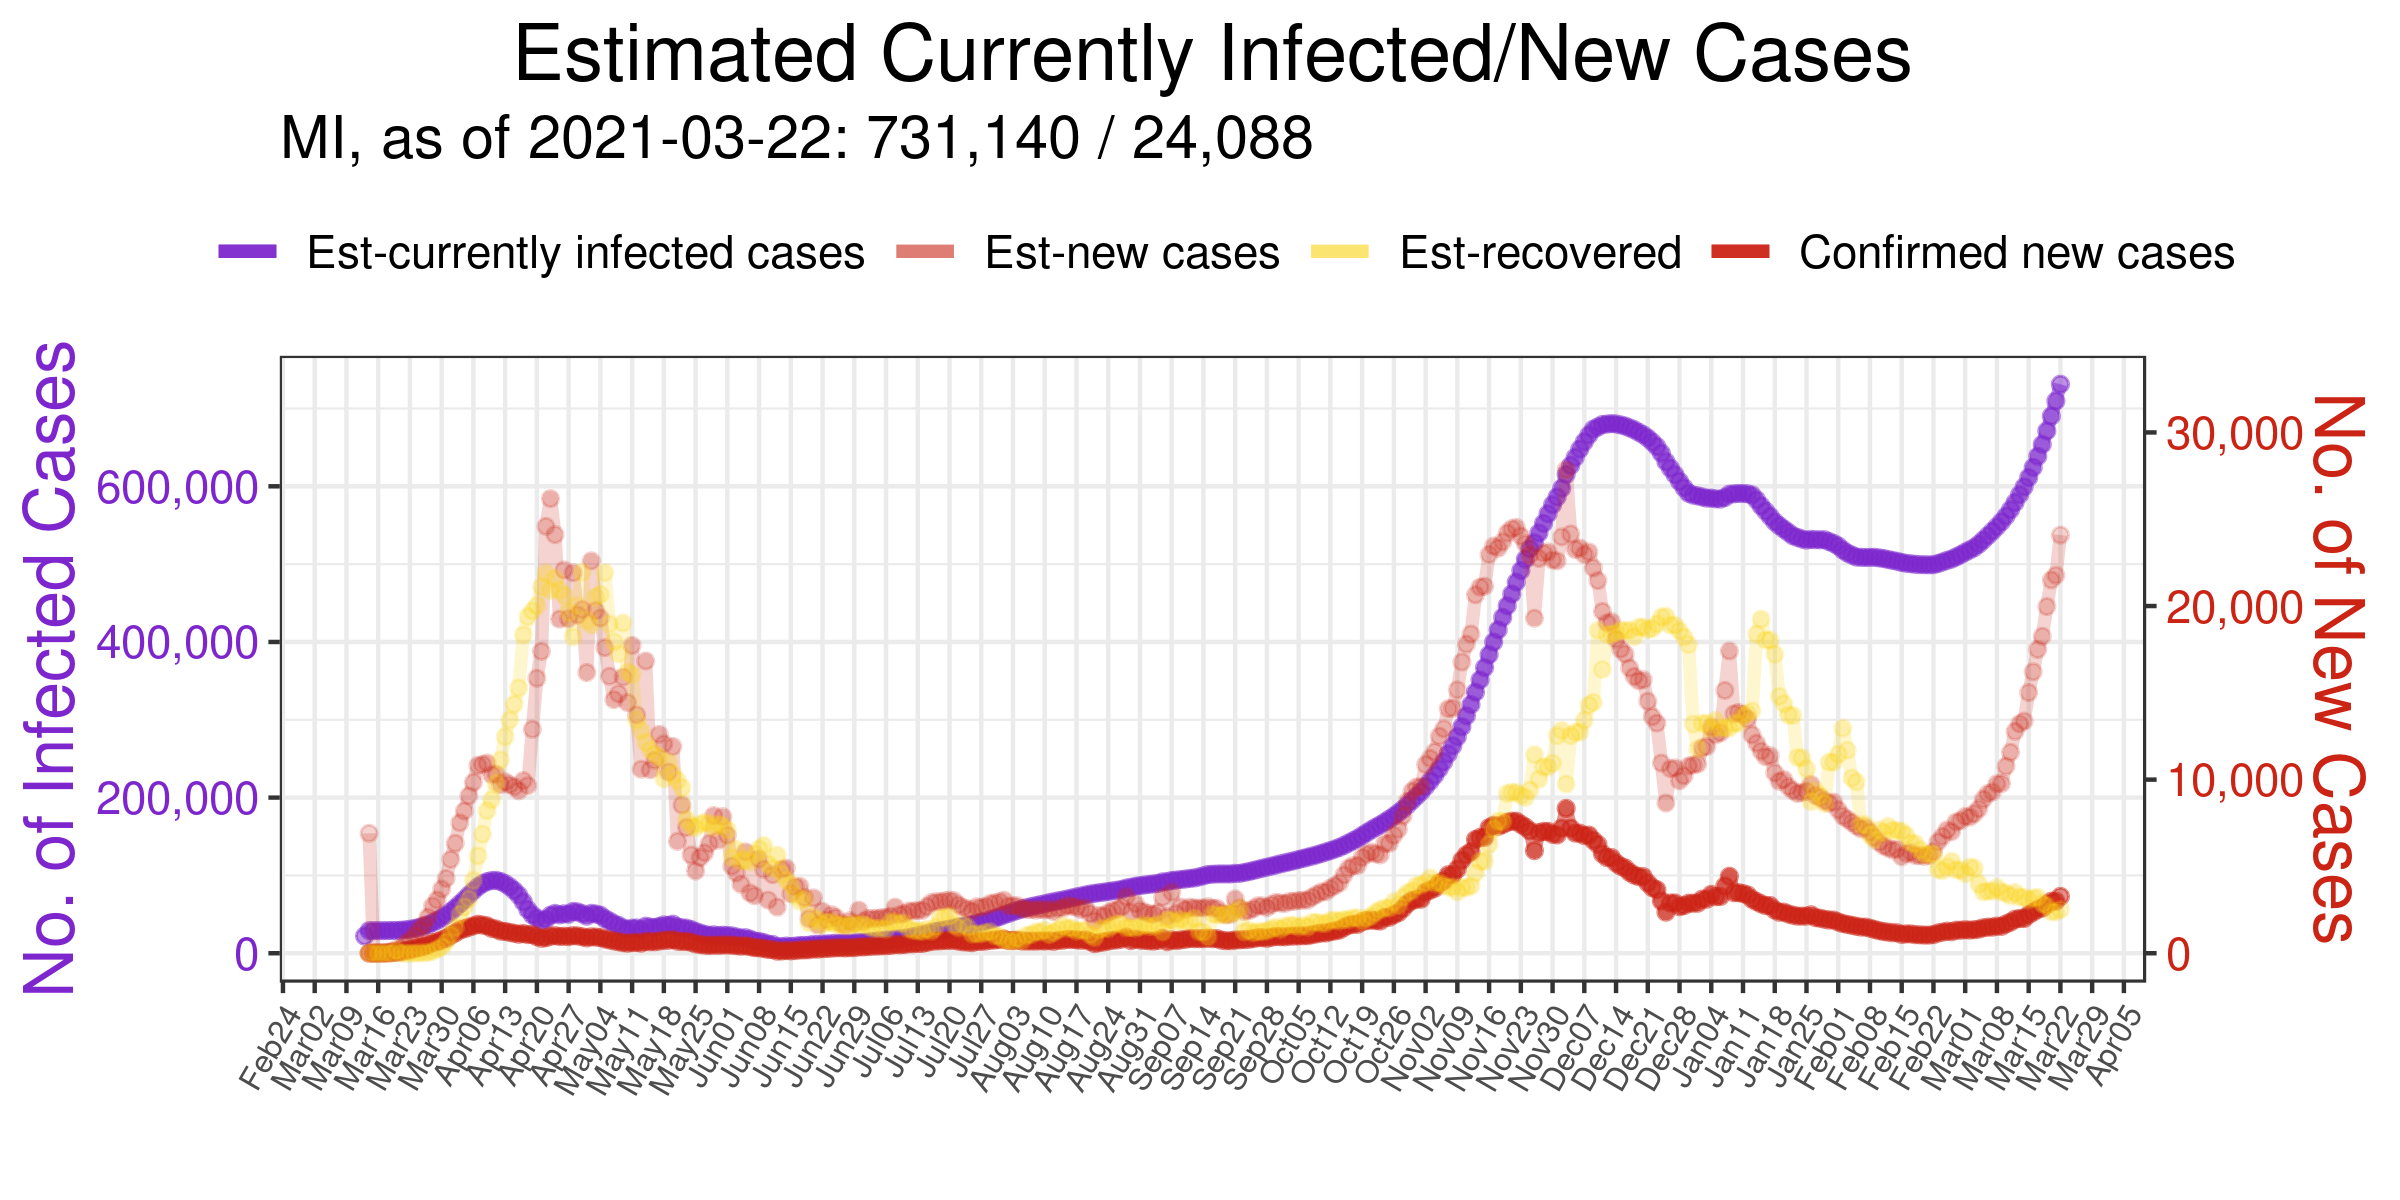 Estimated Currently Infected/New Cases
MI, as of 2021-03-22: 731,140 / 24,088
Est-currently infected cases Est-new cases Est-recovered Confirmed new cases
No. of Infected Cases
600,000
400,000
200,000
0
30,000
20,000
10,000
0
No. of New Cases
Feb24 Mar02 Mar09 Mar16 Mar23 Mar30 Apr06 Apr13 Apr20 Apr27 May04 May11 May18 May25 Jun01 Jun08 Jun15 Jun22 Jun29 Jul06 Jul13 Jul20 Jul27 Aug03 Aug10 Aug17 Aug24 Aug31 Sep07 Sep14 Sep21 Sep28 Oct05 Oct12 Oct19 Oct26 Nov02 Nov09 Nov16 Nov23 Nov30 Dec07 Dec14 Dec21 Dec28 Jan04 Jan11 Jan18 Jan25 Feb01 Feb08 Feb15 Feb22 Mar01 Mar08 Mar15 Mar22 Mar29 Apr05